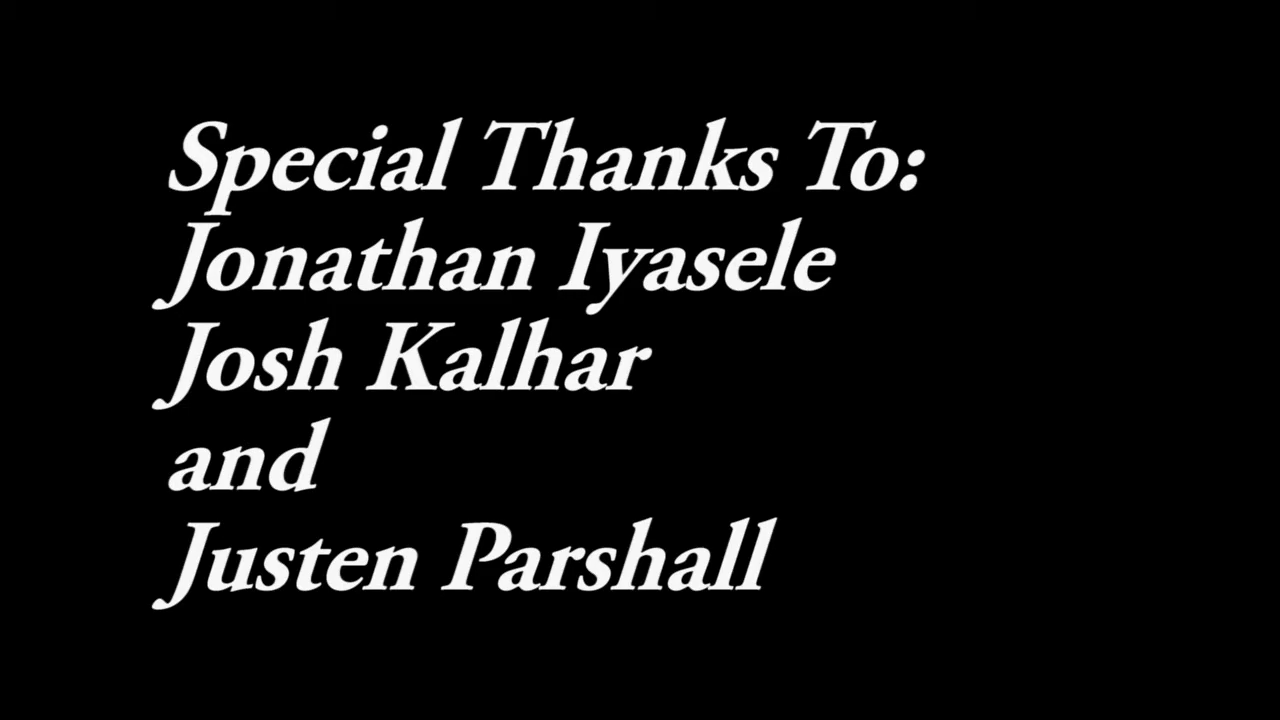 Special Thanks To:
Jonathan Iyasele
Josh Kalhar
and
Justen Parshall